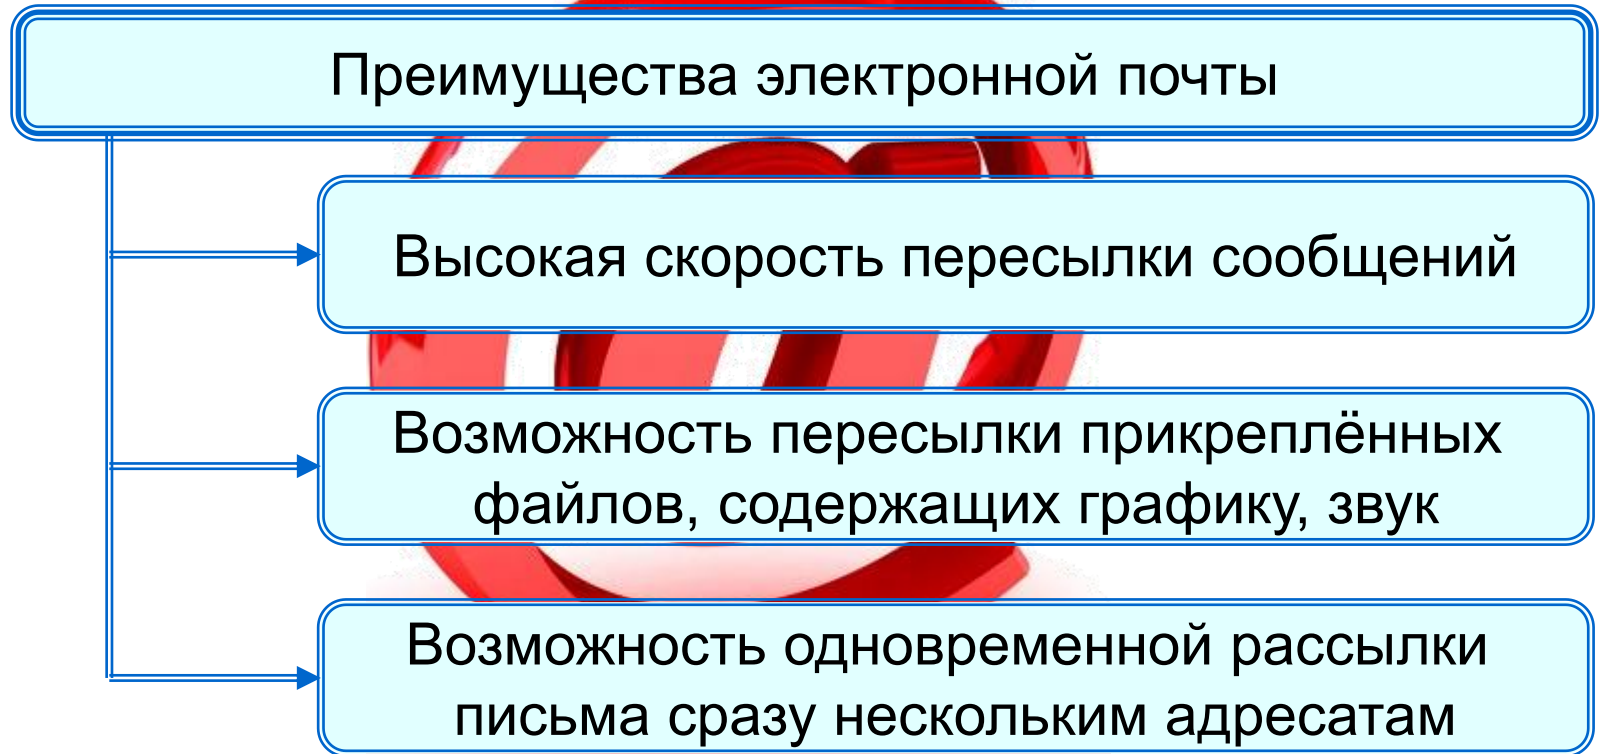 Преимущества электронной почты
Высокая скорость пересылки сообщений
Возможность пересылки прикреплённых
файлов, содержащих графику, звук
Возможность одновременной рассылки
письма сразу нескольким адресатам